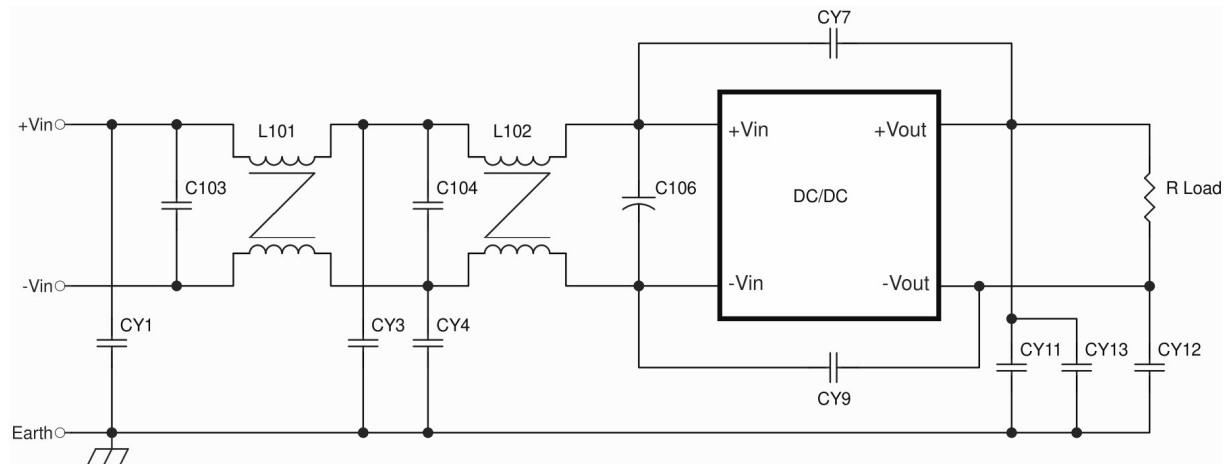 CY7
+Vin
L101
L102
+Vin
+Vout
C103
C104
C106
DC/DC
R Load
-Vin
-Vin
-Vout
CY1
CY3
CY4
CY11
CY13
CY12
CY9
Earth